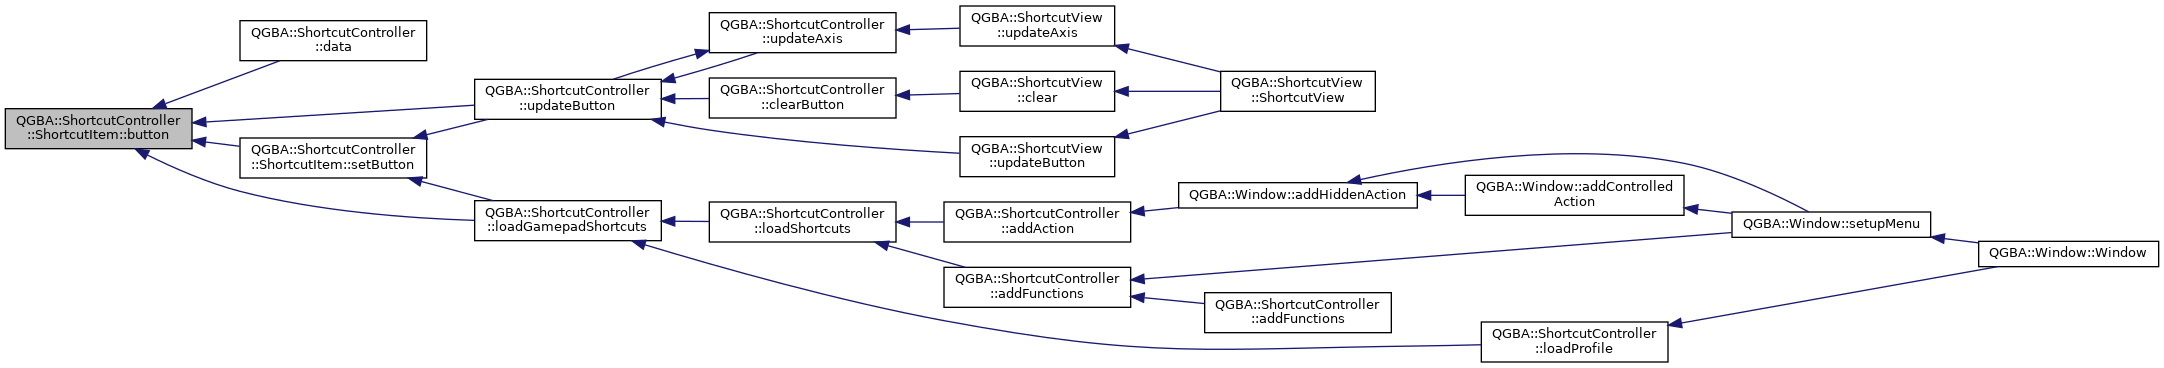 QGBA::ShortcutController
::ShortcutItem::button
QGBA::ShortcutController
::data
QGBA::ShortcutController
::updateButton
QGBA::ShortcutController
::ShortcutItem::setButton
QGBA::ShortcutController
::loadGamepadShortcuts
QGBA::ShortcutController
::updateAxis
QGBA::ShortcutController
::clearButton
QGBA::ShortcutView
::updateAxis
QGBA::ShortcutView
::clear
QGBA::ShortcutView
::updateButton
QGBA::ShortcutView
::ShortcutView
QGBA::ShortcutController
::loadShortcuts
QGBA::ShortcutController
::addAction
QGBA::ShortcutController
::addFunctions
QGBA::Window::addHiddenAction
QGBA::Window::addControlled
Action
QGBA::ShortcutController
::addFunctions
QGBA::Window::setupMenu
QGBA::Window::Window
QGBA::ShortcutController
::loadProfile